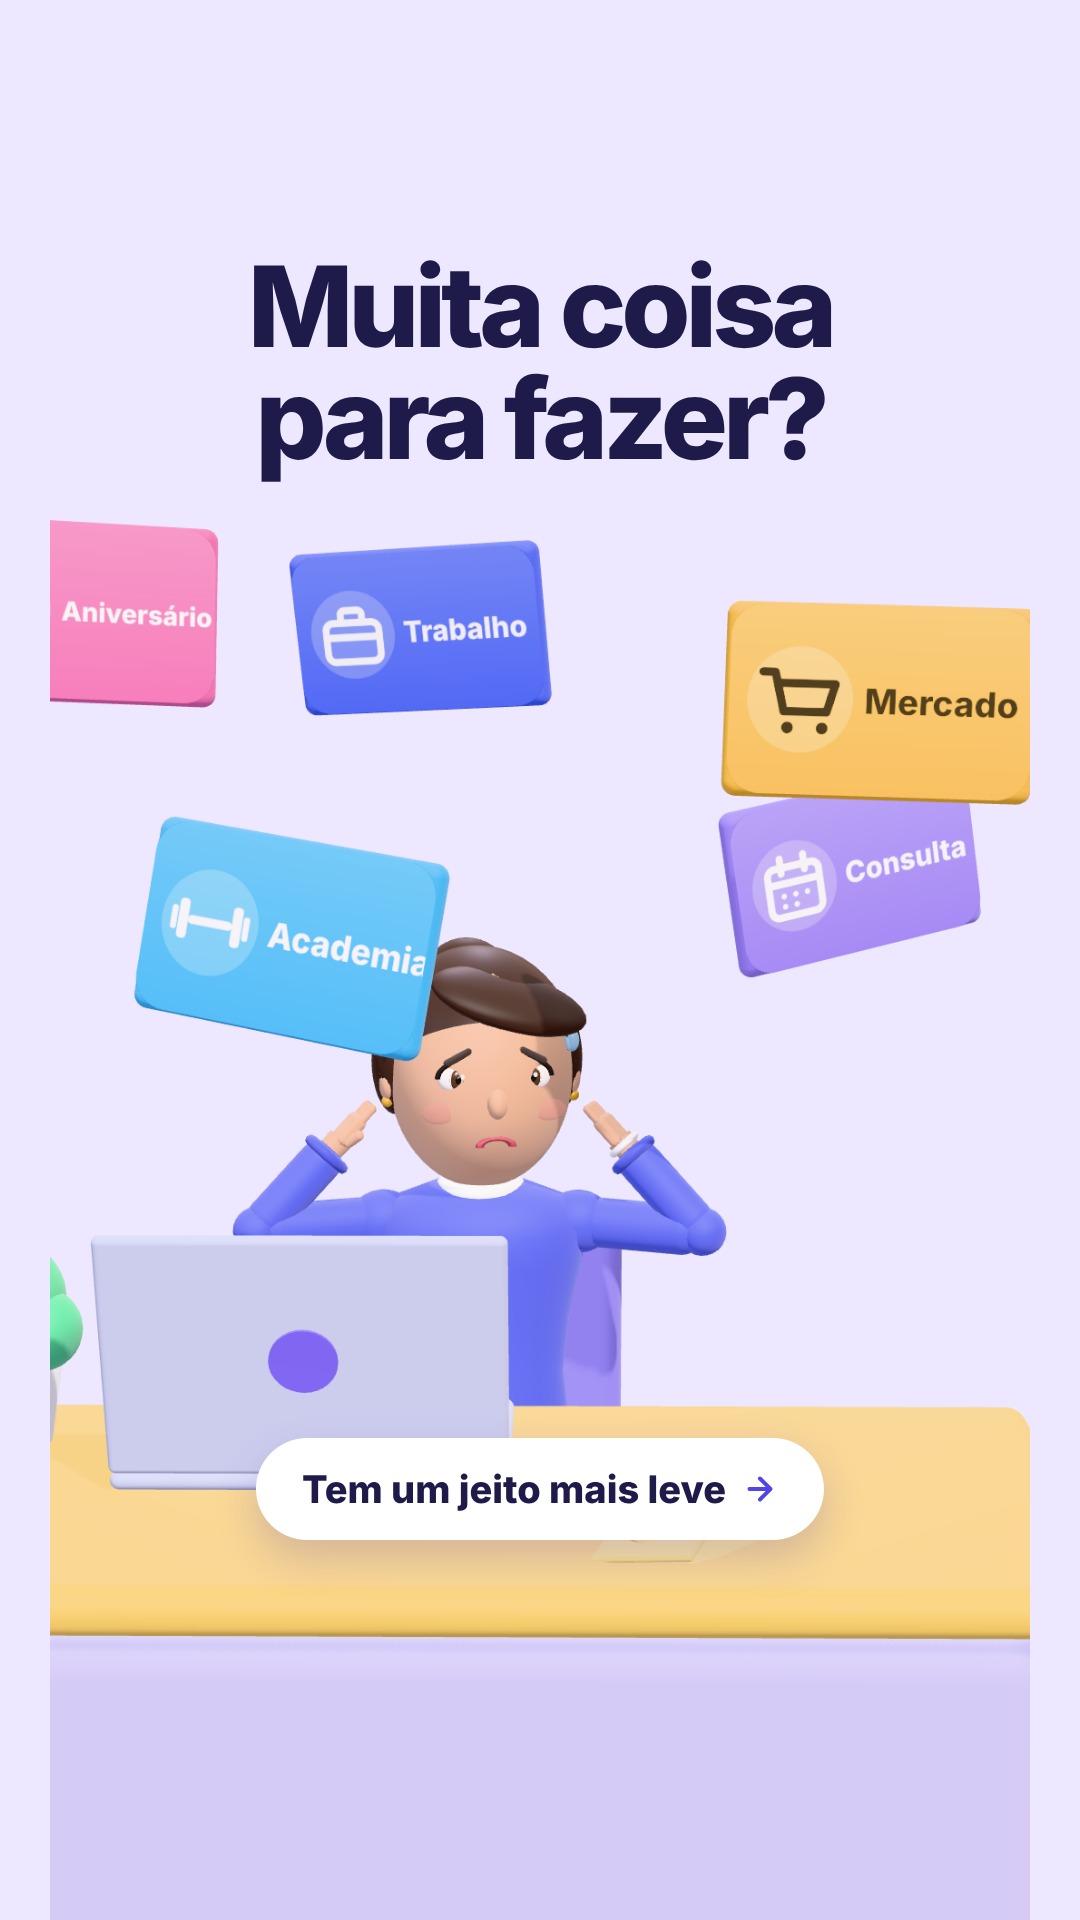 Muita coisa
para fazer?
Aniversário
Trabalho
Mercado
Consulta
Academia
Tem um jeito mais leve →